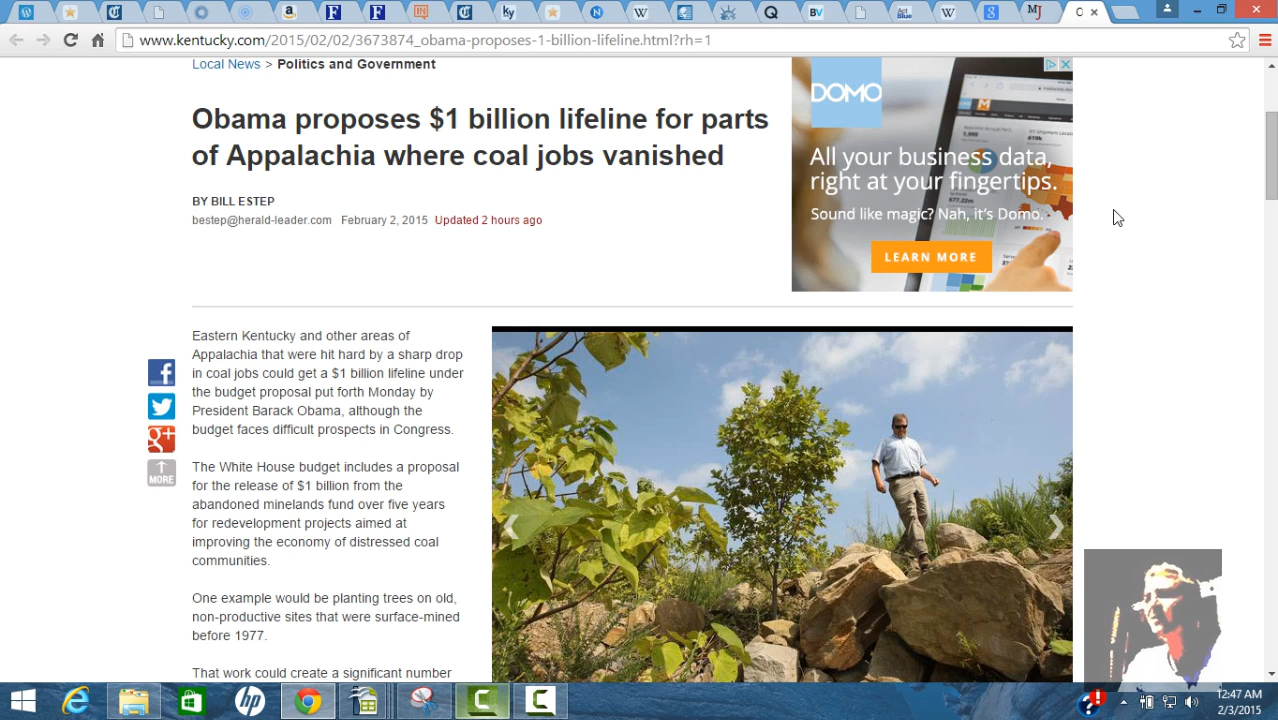 www.kentucky.com/2015/02/02/3673874_obama-proposes-1-billion-lifeline.html?rh=1
Local News > Politics and Government
Obama proposes $1 billion lifeline for parts
of Appalachia where coal jobs vanished
BY BILL ESTEP
bestep@herald-leader.com February 2, 2015 Updated 2 hours ago
DOMO
All your business data,
right at your fingertips.
Sound like magic? Nah, it's Domo.
LEARN MORE
Eastern Kentucky and other areas of
Appalachia that were hit hard by a sharp drop
in coal jobs could get a $1 billion lifeline under
the budget proposal put forth Monday by
President Barack Obama, although the
budget faces difficult prospects in Congress.
The White House budget includes a proposal
for the release of $1 billion from the
abandoned minelands fund over five years
for redevelopment projects aimed at
improving the economy of distressed coal
communities.
One example would be planting trees on old,
non-productive sites that were surface-mined
before 1977.
That work could create a significant number
MORE
12:47 AM
2/3/2015